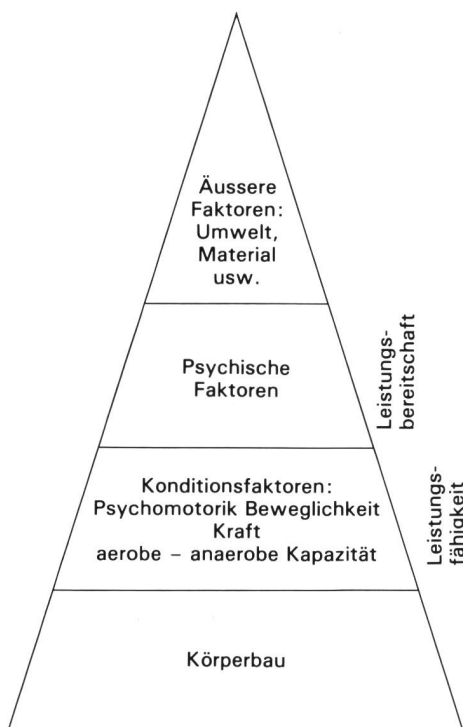 Äussere
Faktoren:
Umwelt,
Material
usw.
Psychische
Faktoren
Leistungs-
bereitschaft
Konditionsfaktoren:
Psychomotorik Beweglichkeit
Kraft
aerobe – anaerobe Kapazität
Leistungs-
fähigkeit
Körperbau